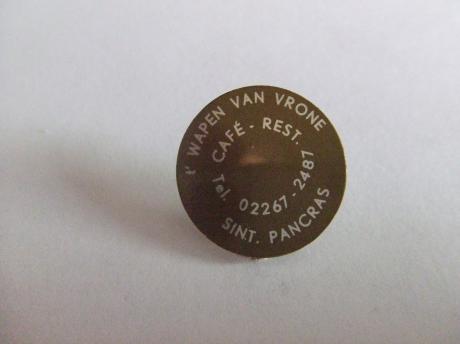 t' WAPEN VAN VRONE
CAFÉ - REST.
Tel. 02267-2487
SINT. PANCRAS